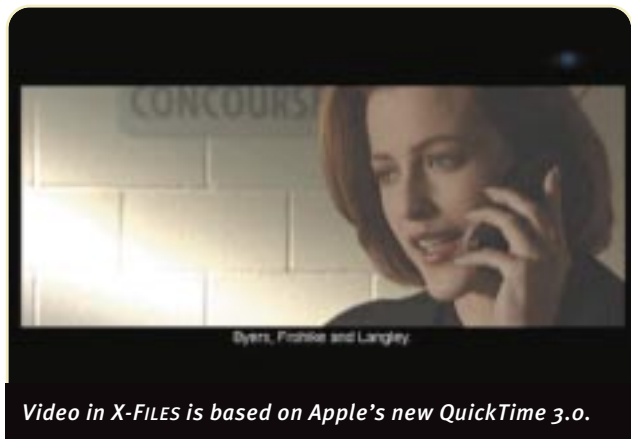 CONCOURSE
Byers, Frohike and Langley.
Video in X-FILES is based on Apple's new QuickTime 3.0.